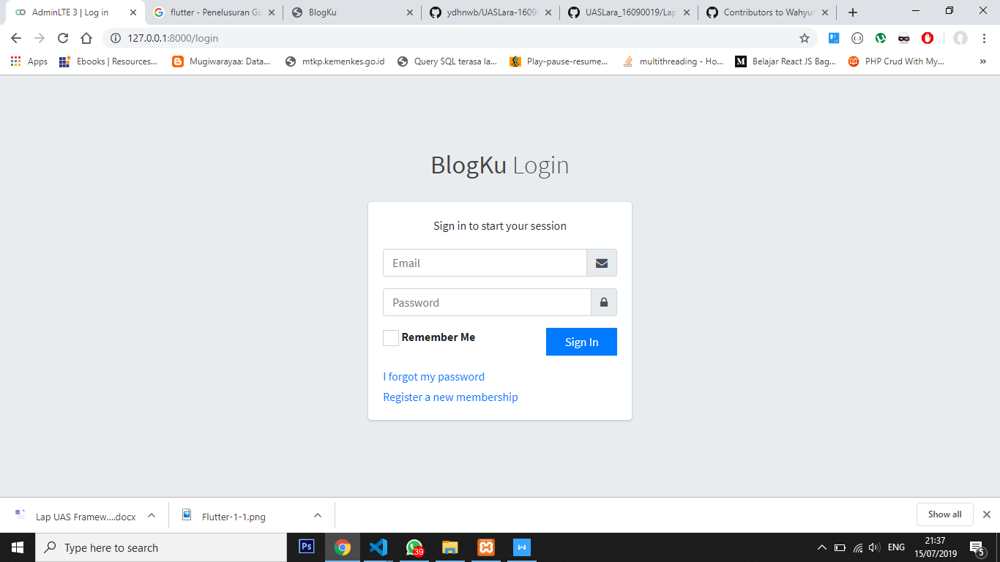 AdminLTE 3 | Log in
flutter - Penelusuran Go
BlogKu
ydhnwb/UASLara-1609
UASLara_16090019/Lap
Contributors to Wahyu
127.0.0.1:8000/login
Apps
Ebooks | Resources...
Mugiwarayaa: Data...
mtkp.kemenkes.go.id
Query SQL terasa la...
Play-pause-resume...
multithreading - Ho...
Belajar React JS Bag...
PHP Crud With My...
BlogKu Login
Sign in to start your session
Email
Password
Remember Me
Sign In
I forgot my password
Register a new membership
Lap UAS Framew....docx
Flutter-1-1.png
Show all
Type here to search
Ps
39
W
ENG
21:37
15/07/2019
5